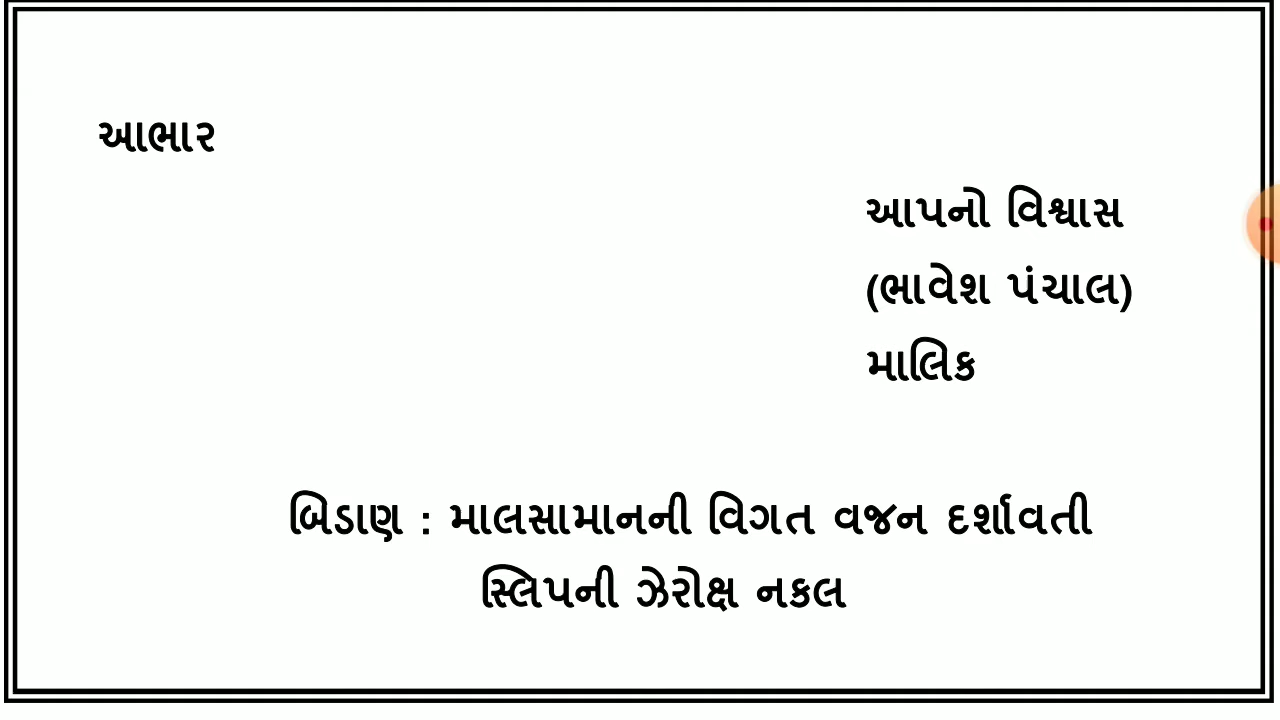 આભાર
આપનો વિશ્વાસ
(ભાવેશ પંચાલ)
માલિક
બિડાણ : માલસામાનની વિગત વજન દર્શાવતી
સ્લિપની ઝેરોક્ષ નકલ